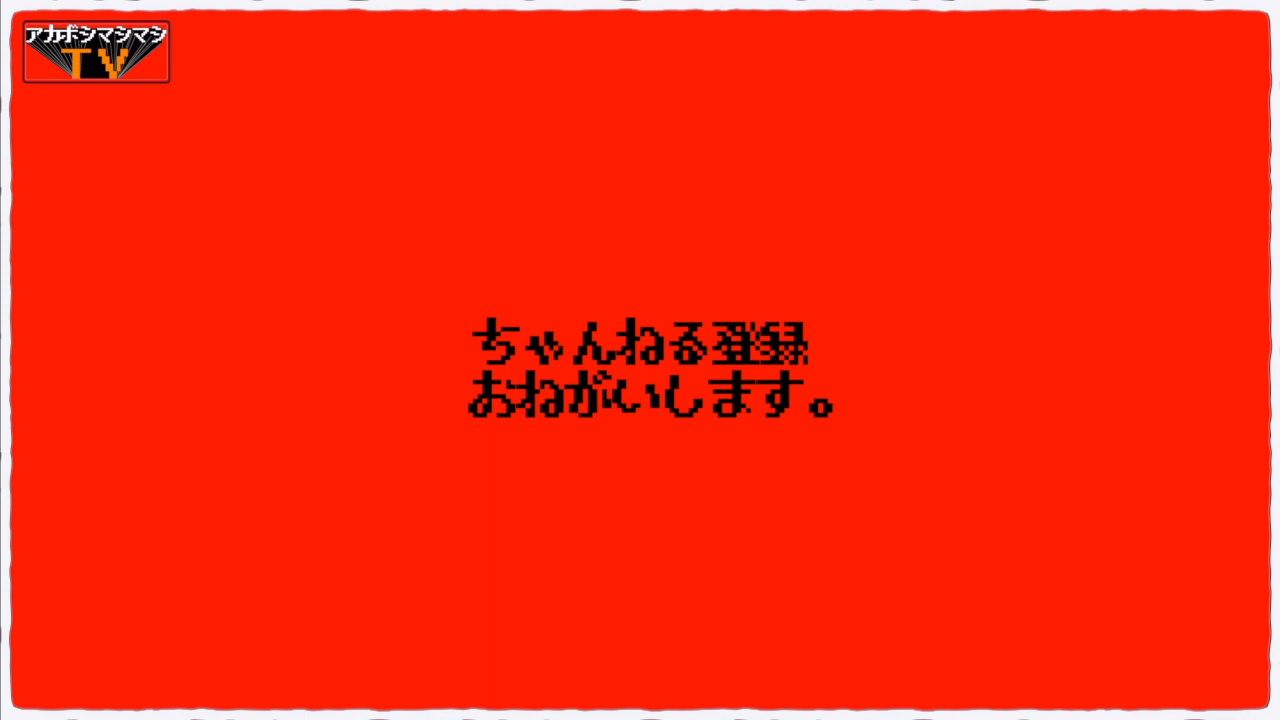 アカボシマシマシ
TV
ちゃんねる登録
おねがいします。